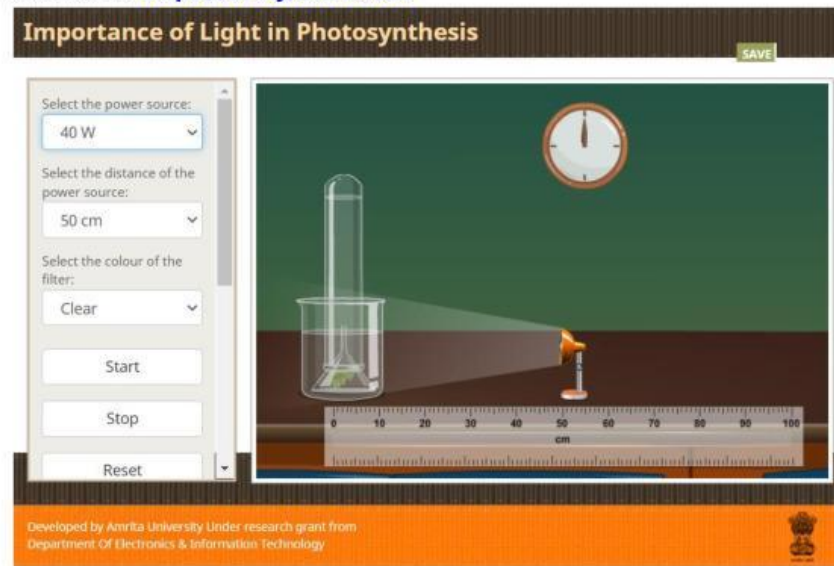 Importance of Light in Photosynthesis
SAVE
Select the power source:
40 W
Select the distance of the
power source:
50 cm
Select the colour of the
filter:
Clear
Start
Stop
Reset
0 10 20 30 40 50 60 70 80 90 100
cm
Developed by Amrita University Under research grant from
Department Of Electronics & Information Technology